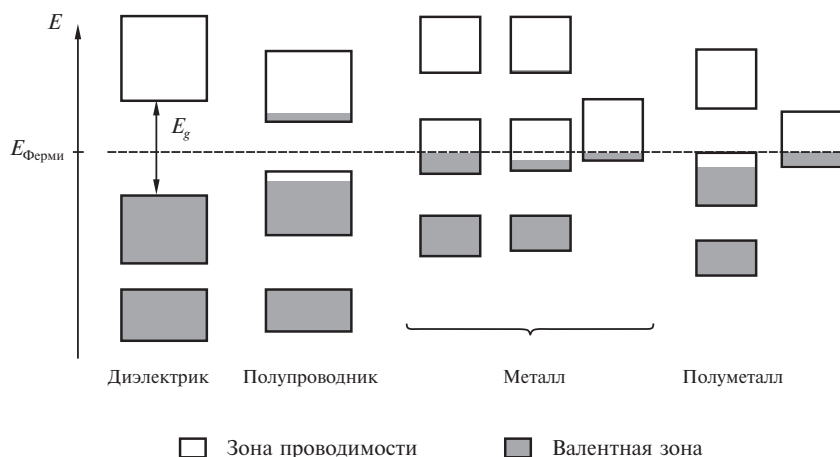 E
E_g
E_Ферми
Диэлектрик Полупроводник Металл Полуметалл
Зона проводимости Валентная зона